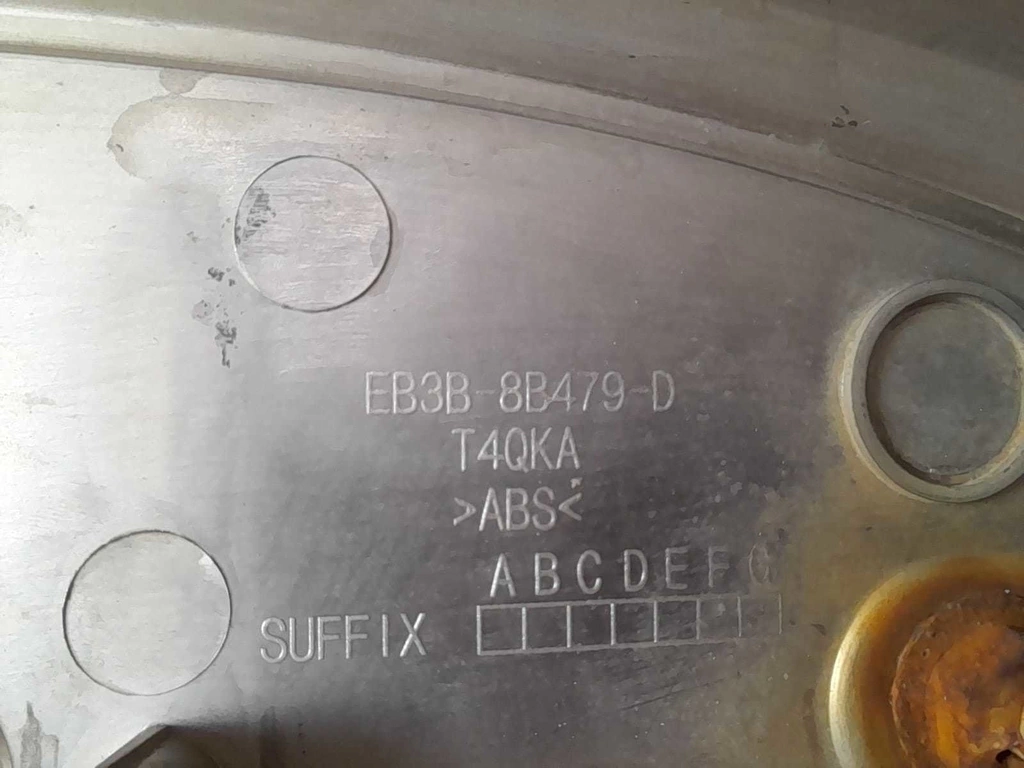 EB3B-8B479-D
T4QKA
>ABS<
A B C D E F G
SUFFIX